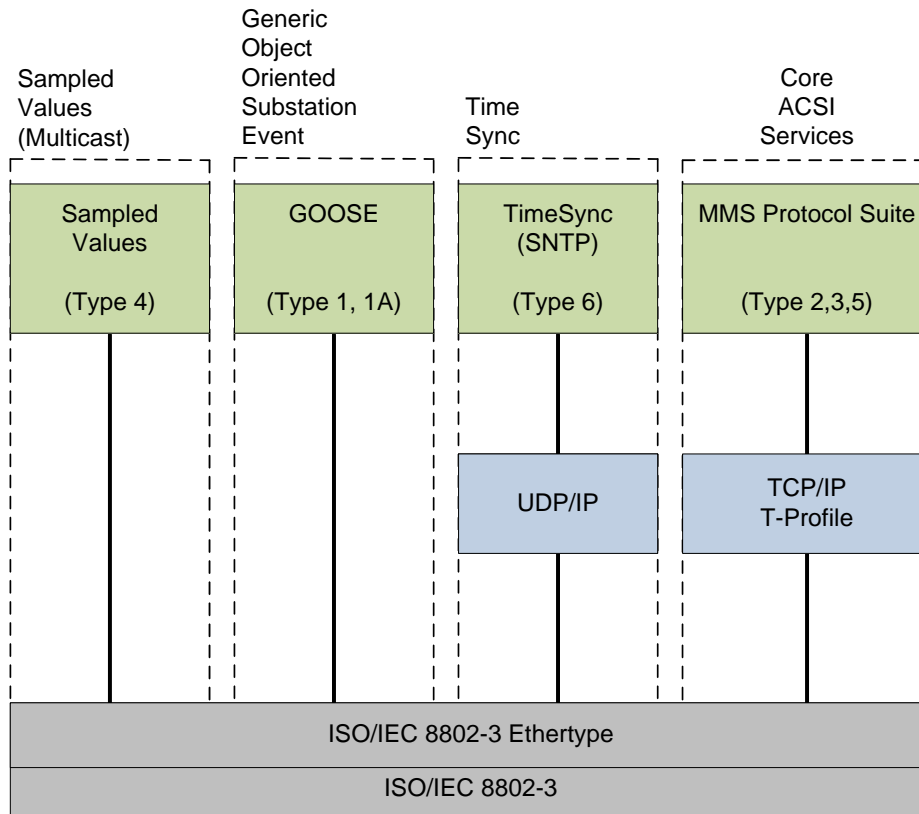 Sampled
Values
(Multicast)
Generic
Object
Oriented
Substation
Event
Time
Sync
Core
ACSI
Services
Sampled
Values
(Type 4)
GOOSE
(Type 1, 1A)
TimeSync
(SNTP)
(Type 6)
MMS Protocol Suite
(Type 2,3,5)
UDP/IP
TCP/IP
T-Profile
ISO/IEC 8802-3 Ethertype
ISO/IEC 8802-3